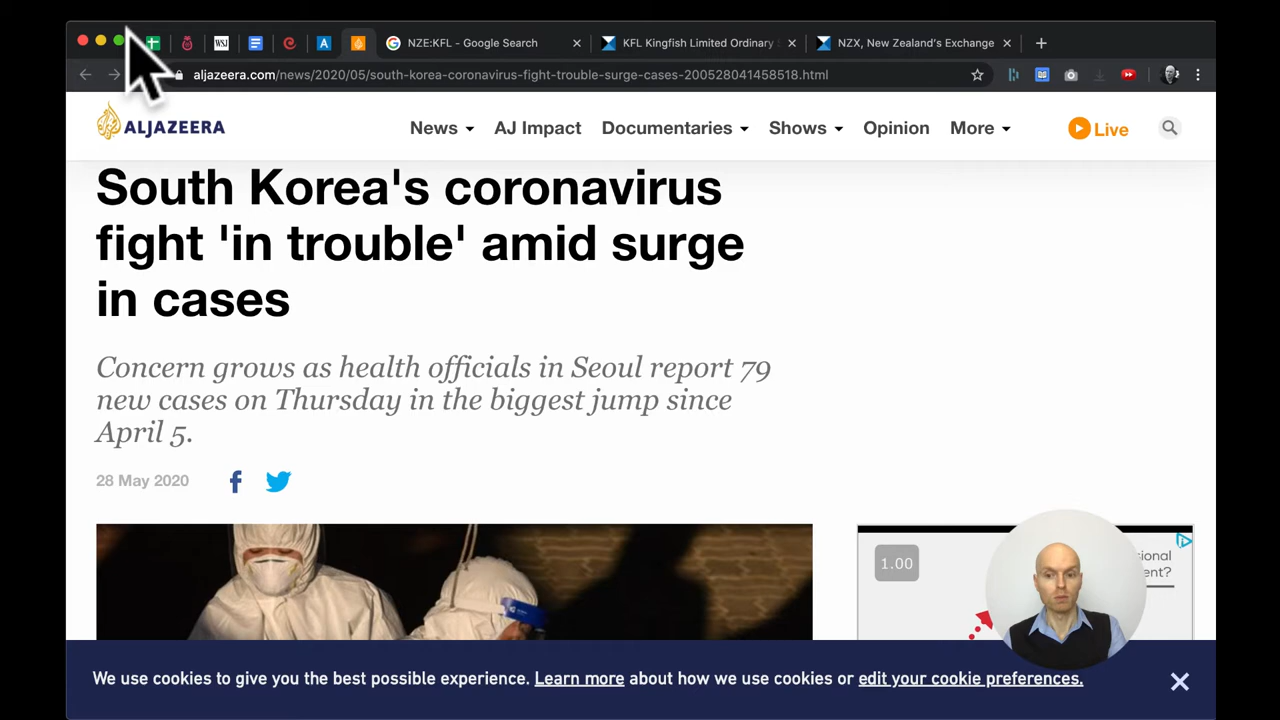 WSJ
NZE:KFL - Google Search
KFL Kingfish Limited Ordinary
NZX, New Zealand's Exchange
aljazeera.com/news/2020/05/south-korea-coronavirus-fight-trouble-surge-cases-200528041458518.html
ALJAZEERA
News
AJ Impact
Documentaries
Shows
Opinion
More
Live
South Korea's coronavirus
fight 'in trouble' amid surge
in cases
Concern grows as health officials in Seoul report 79
new cases on Thursday in the biggest jump since
April 5.
28 May 2020
1.00
sional
ent?
We use cookies to give you the best possible experience. Learn more about how we use cookies or edit your cookie preferences.